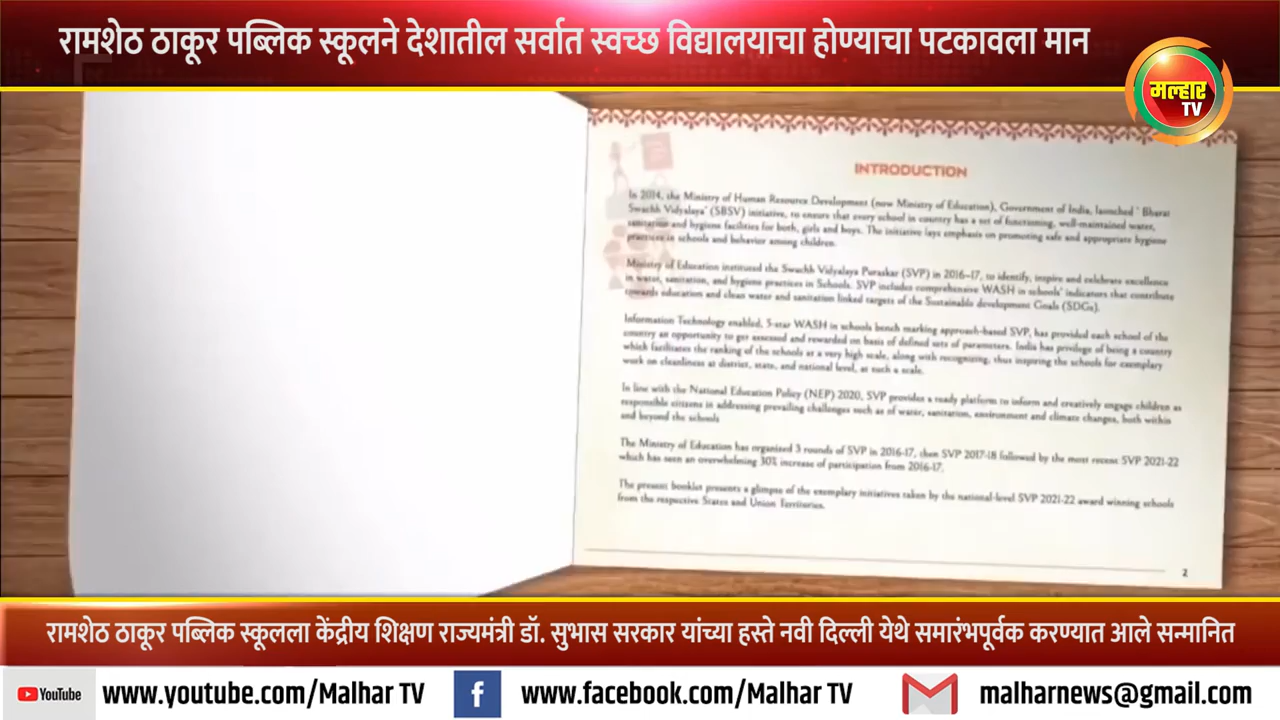 रामशेठ ठाकूर पब्लिक स्कूलने देशातील सर्वात स्वच्छ विद्यालयाचा होण्याचा पटकावला मान
मल्हार
TV
INTRODUCTION
In 2014, the Ministry of Human Resource Development (now Ministry of Education), Government of India, launched ' Bharat
Swachh Vidyalaya' (SBSV) initiative, to ensure that every school in country has a set of functioning, well-maintained water,
sanitation and hygiene facilities for both, girls and boys. The initiative lays emphasis on promoting safe and appropriate hygiene
practices in schools and behavior among children.
Ministry of Education instituted the Swachh Vidyalaya Puraskar (SVP) in 2016-17, to identify, inspire and celebrate excellence
in water, sanitation, and hygiene practices in Schools. SVP includes comprehensive WASH in schools' indicators that contribute
towards education and clean water and sanitation linked targets of the Sustainable development Goals (SDGs).
Information Technology enabled, 5-star WASH in schools bench marking approach-based SVP, has provided each school of the
country an opportunity to get assessed and rewarded on basis of defined sets of parameters. India has privilege of being a country
which facilitates the ranking of the schools at a very high scale, along with recognizing, thus inspiring the schools for exemplary
work on cleanliness at district, state, and national level, at such a scale.
In line with the National Education Policy (NEP) 2020, SVP provides a ready platform to inform and creatively engage children as
responsible citizens in addressing prevailing challenges such as of water, sanitation, environment and climate changes, both within
and beyond the schools
The Ministry of Education has organized 3 rounds of SVP in 2016-17, then SVP 2017-18 followed by the most recent SVP 2021-22
which has seen an overwhelming 30% increase of participation from 2016-17.
The present booklet presents a glimpse of the exemplary initiatives taken by the national-level SVP 2021-22 award winning schools
from the respective States and Union Territories.
2
रामशेठ ठाकूर पब्लिक स्कूलला केंद्रीय शिक्षण राज्यमंत्री डॉ. सुभास सरकार यांच्या हस्ते नवी दिल्ली येथे समारंभपूर्वक करण्यात आले सन्मानित
YouTube www.youtube.com/Malhar TV f www.facebook.com/Malhar TV malharnews@gmail.com